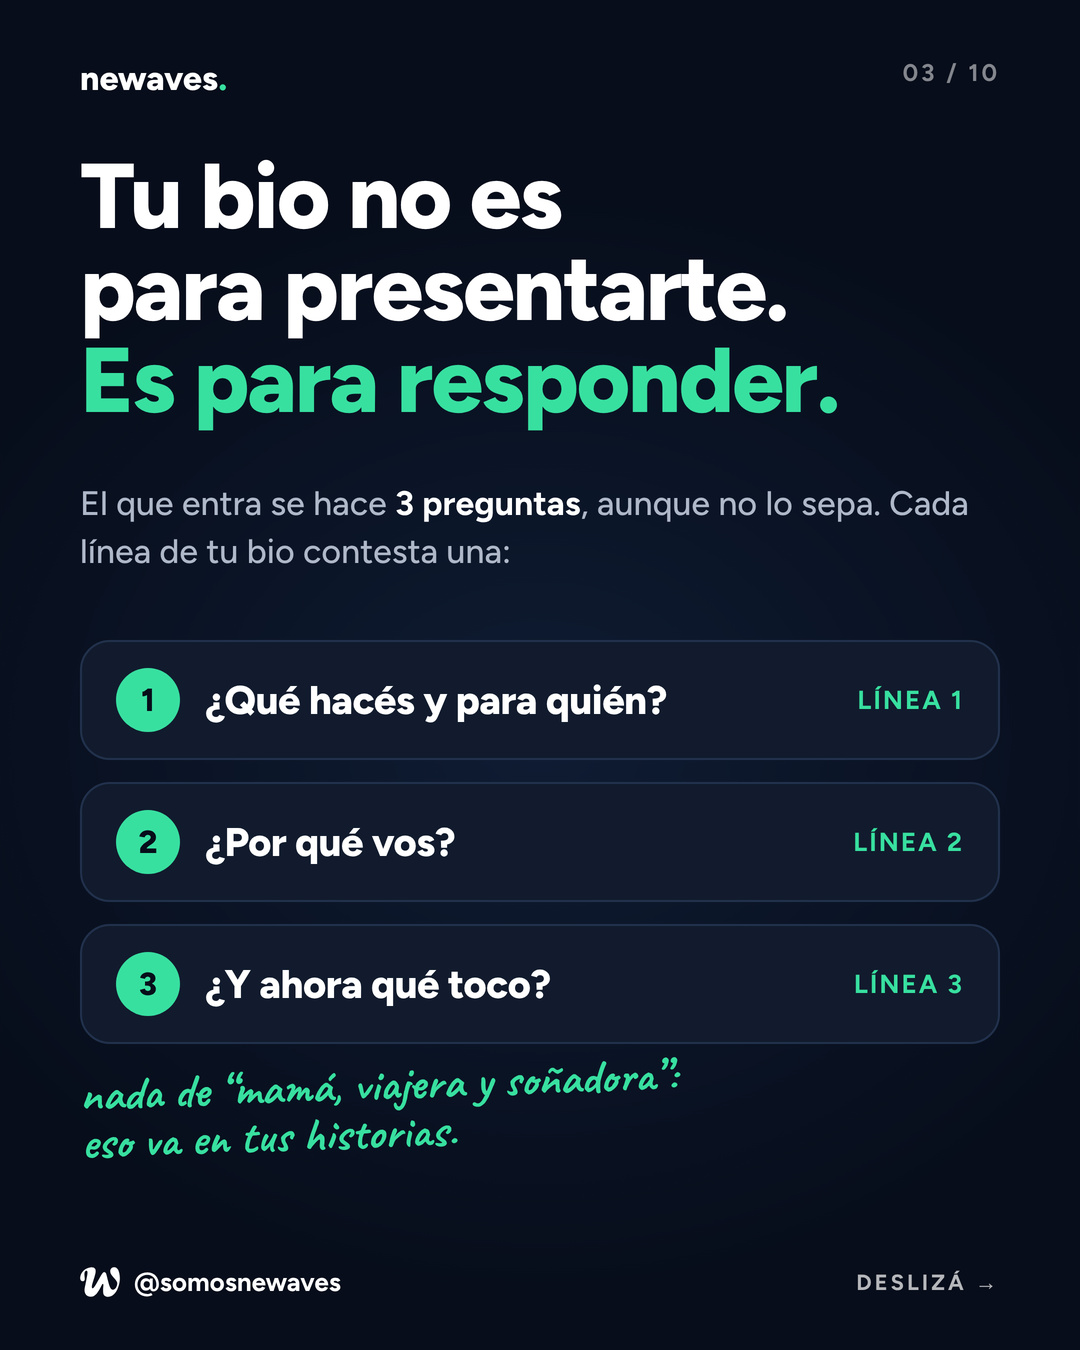 newaves.
03 / 10
Tu bio no es
para presentarte.
Es para responder.
El que entra se hace 3 preguntas, aunque no lo sepa. Cada
línea de tu bio contesta una:
1 ¿Qué hacés y para quién? LÍNEA 1
2 ¿Por qué vos? LÍNEA 2
3 ¿Y ahora qué toco? LÍNEA 3
nada de “mamá, viajera y soñadora”:
eso va en tus historias.
W @somosnewaves
DESLIZÁ →